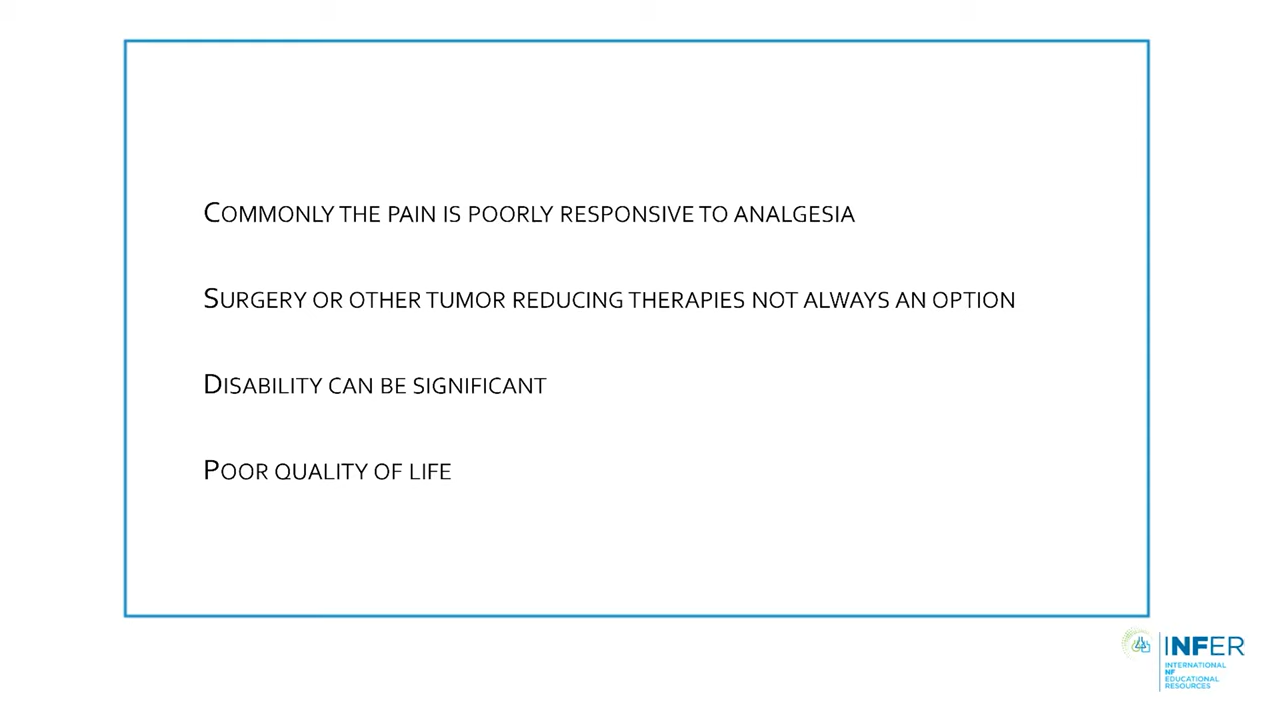 Commonly the pain is poorly responsive to analgesia
Surgery or other tumor reducing therapies not always an option
Disability can be significant
Poor quality of life
INFER
INTERNATIONAL
NF
EDUCATIONAL
RESOURCES